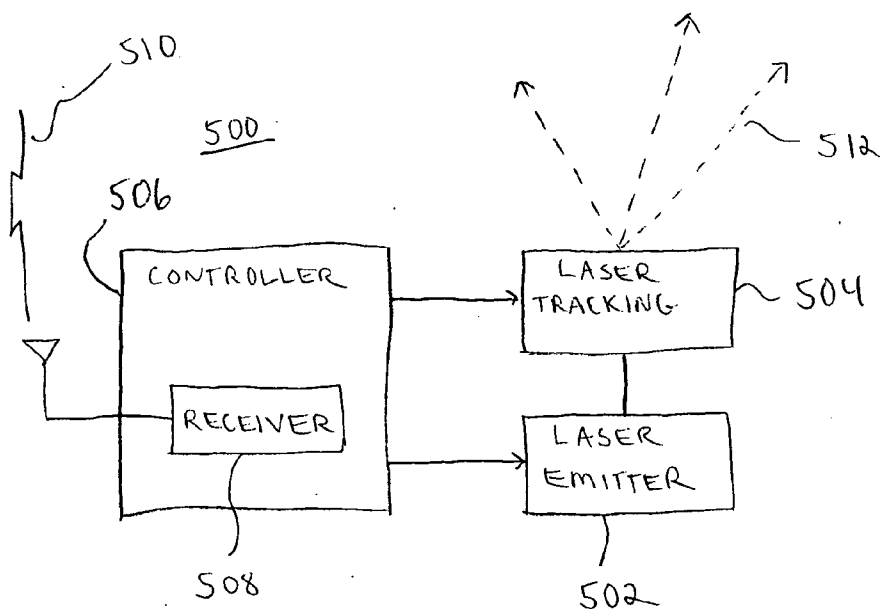 510
500
506
512
CONTROLLER
LASER
TRACKING
504
RECEIVER
LASER
EMITTER
508
502